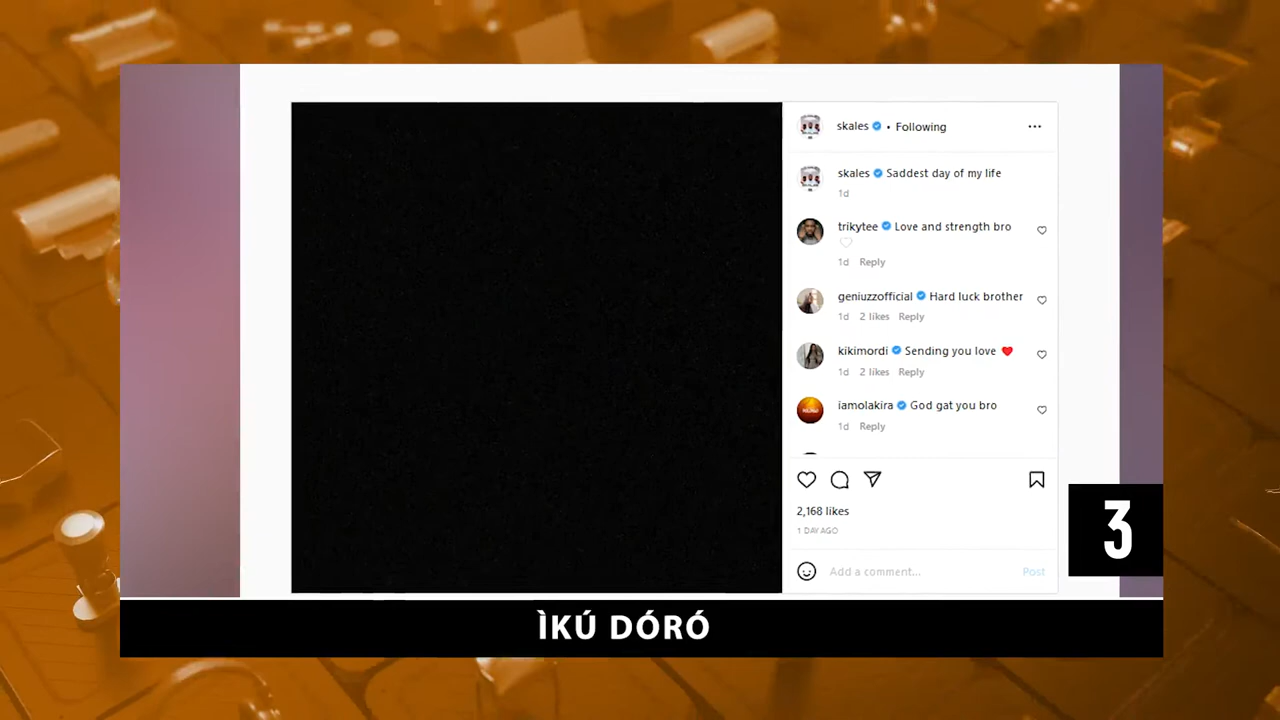 skales • Following
skales Saddest day of my life
1d
trikytee Love and strength bro
🤍
1d Reply
geniuzzofficial Hard luck brother
1d 2 likes Reply
kikimordi Sending you love ❤️
1d 2 likes Reply
iamolakira God gat you bro
1d Reply
2,168 likes
1 DAY AGO
Add a comment... Post
3
ÌKÚ DÓRÓ